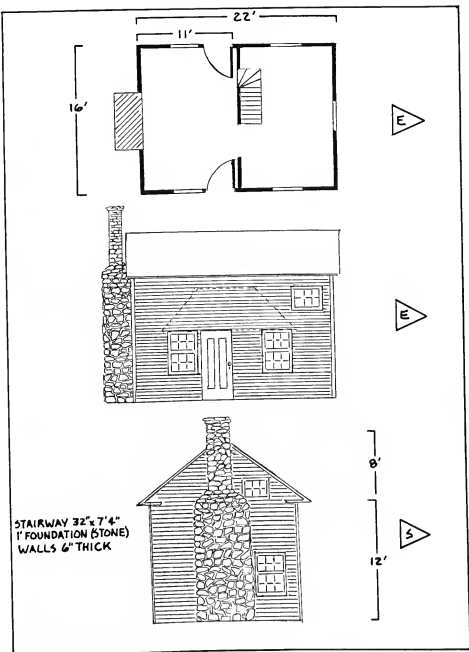 22'
11'
16'
E
E
8'
STAIRWAY 32" x 7'4"
1' FOUNDATION (STONE)
WALLS 6" THICK
S
12'